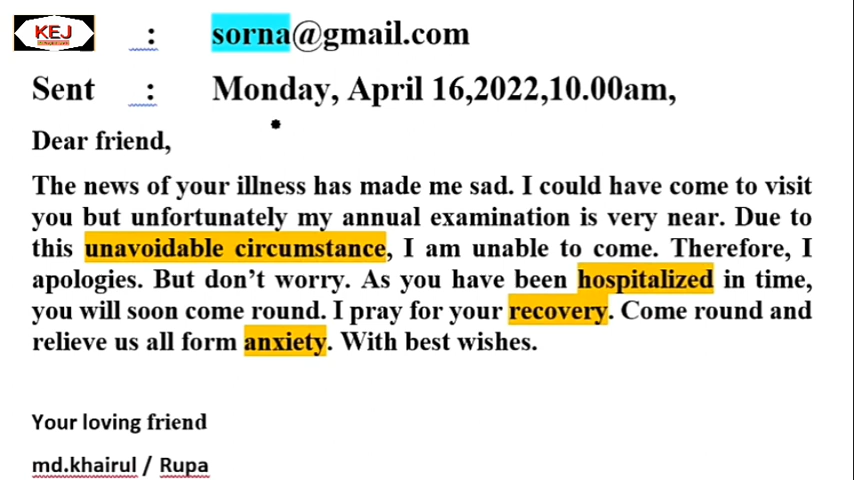 KEJ
: sorna@gmail.com
Sent : Monday, April 16,2022,10.00am,
Dear friend,
The news of your illness has made me sad. I could have come to visit
you but unfortunately my annual examination is very near. Due to
this unavoidable circumstance, I am unable to come. Therefore, I
apologies. But don’t worry. As you have been hospitalized in time,
you will soon come round. I pray for your recovery. Come round and
relieve us all form anxiety. With best wishes.
Your loving friend
md.khairul / Rupa